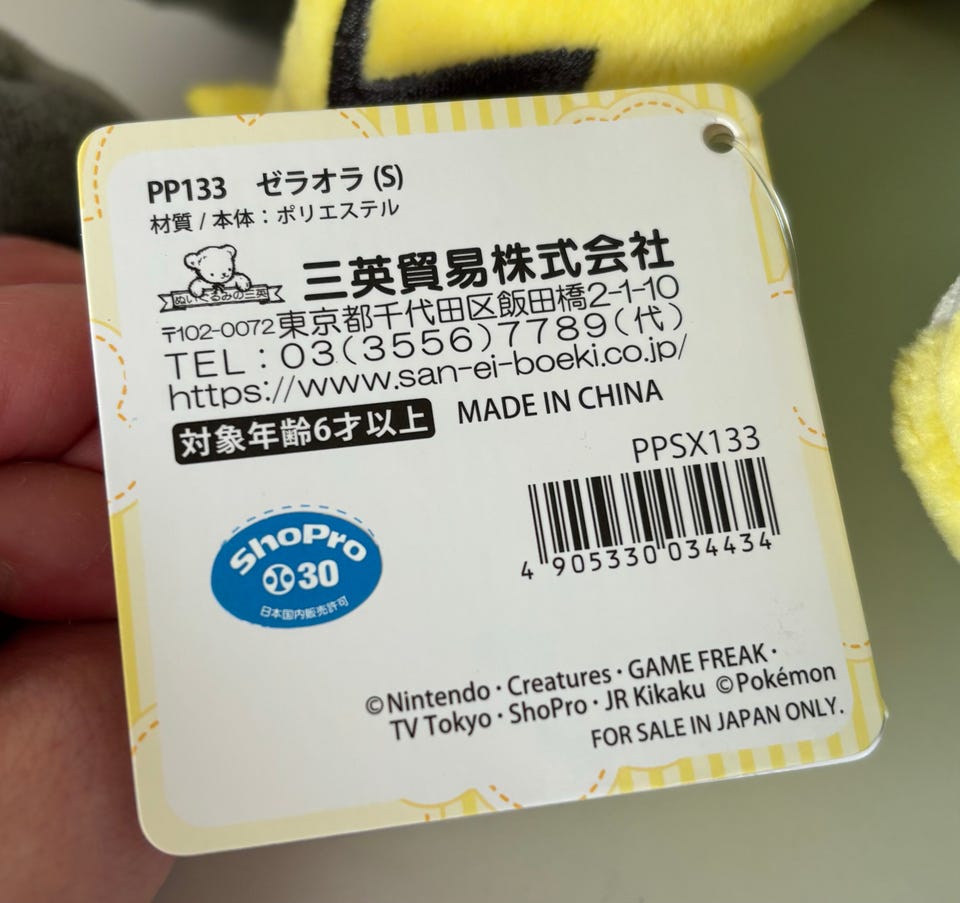 PP133 ゼラオラ (S)
材質 / 本体：ポリエステル
ぬいぐるみの三英
三英貿易株式会社
〒102-0072東京都千代田区飯田橋2-1-10
TEL：03(3556)7789(代)
https://www.san-ei-boeki.co.jp/
対象年齢6才以上
MADE IN CHINA
PPSX133
4 905330 034434
ShoPro
30
日本国内販売許可
©Nintendo・Creatures・GAME FREAK・
TV Tokyo・ShoPro・JR Kikaku ©Pokémon
FOR SALE IN JAPAN ONLY.